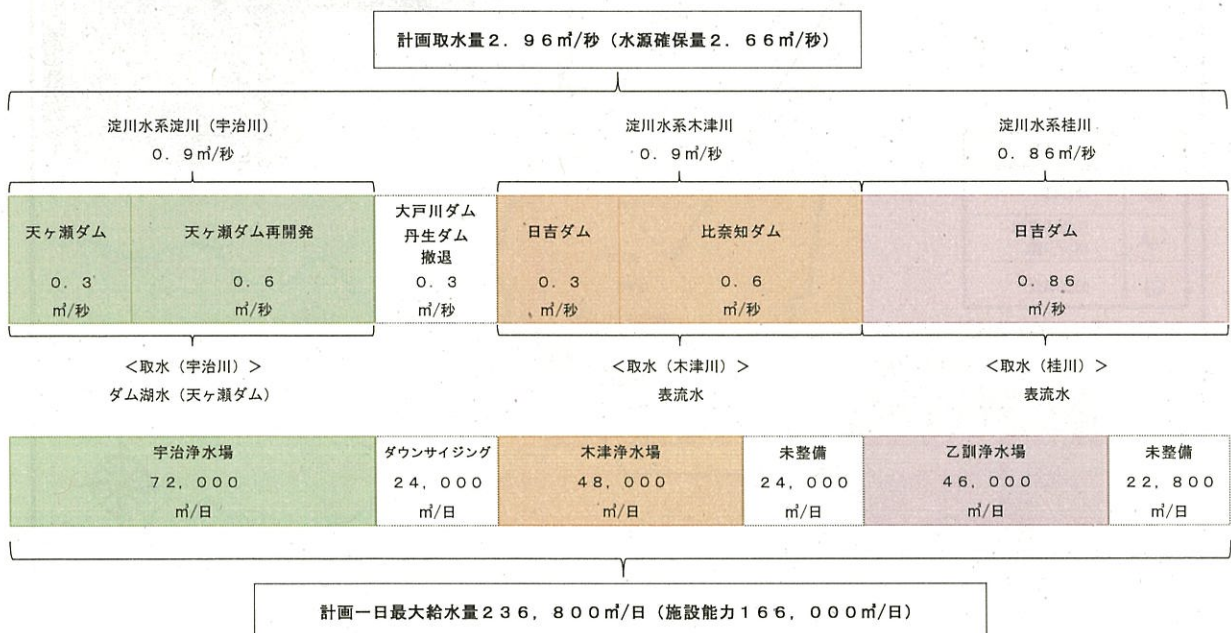 計画取水量2．96㎥/秒（水源確保量2．66㎥/秒）
淀川水系淀川（宇治川）
0．9㎥/秒
淀川水系木津川
0．9㎥/秒
淀川水系桂川
0．86㎥/秒
天ヶ瀬ダム
0．3
㎥/秒
天ヶ瀬ダム再開発
0．6
㎥/秒
大戸川ダム
丹生ダム
撤退
0．3
㎥/秒
日吉ダム
0．3
㎥/秒
比奈知ダム
0．6
㎥/秒
日吉ダム
0．86
㎥/秒
＜取水（宇治川）＞
ダム湖水（天ヶ瀬ダム）
＜取水（木津川）＞
表流水
＜取水（桂川）＞
表流水
宇治浄水場
72，000
㎥/日
ダウンサイジング
24，000
㎥/日
木津浄水場
48，000
㎥/日
未整備
24，000
㎥/日
乙訓浄水場
46，000
㎥/日
未整備
22，800
㎥/日
計画一日最大給水量236，800㎥/日（施設能力166，000㎥/日）